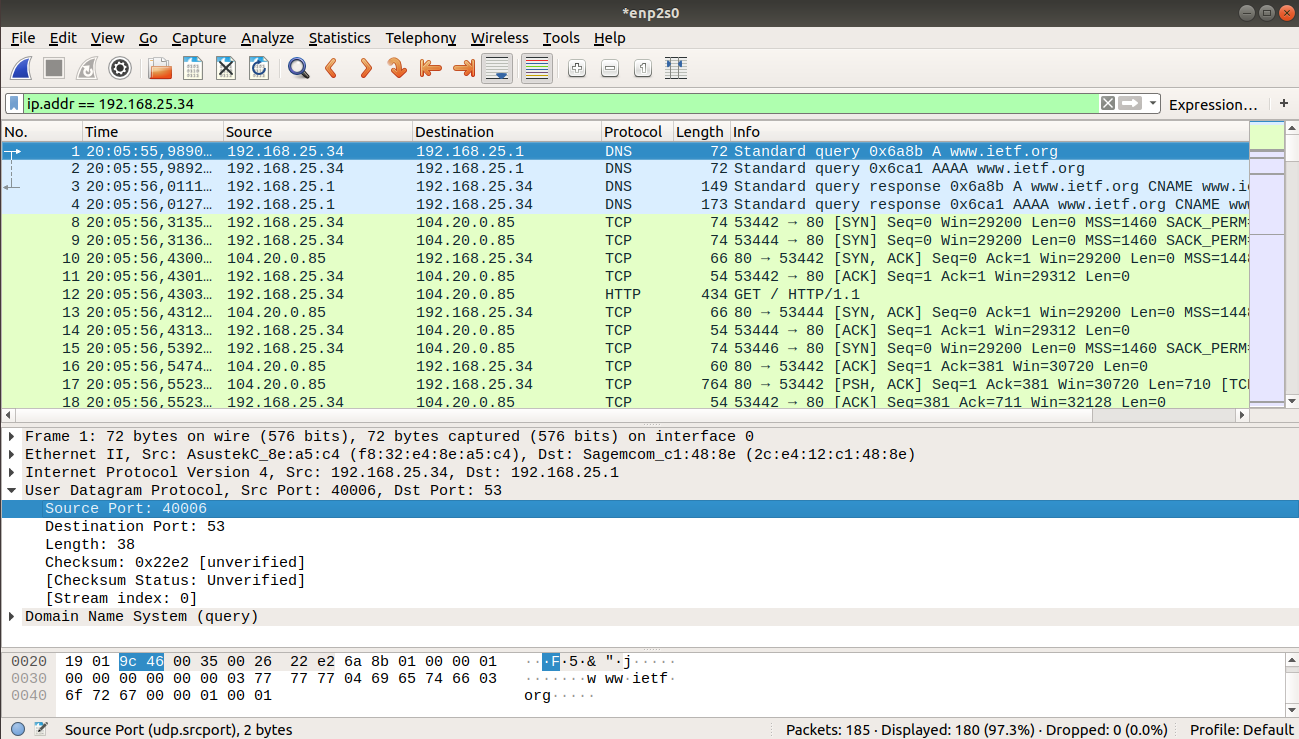 *enp2s0
File Edit View Go Capture Analyze Statistics Telephony Wireless Tools Help
ip.addr == 192.168.25.34 Expression… +
No. Time Source Destination Protocol Length Info
1 20:05:55,9890… 192.168.25.34 192.168.25.1 DNS 72 Standard query 0x6a8b A www.ietf.org
2 20:05:55,9892… 192.168.25.34 192.168.25.1 DNS 72 Standard query 0x6ca1 AAAA www.ietf.org
3 20:05:56,0111… 192.168.25.1 192.168.25.34 DNS 149 Standard query response 0x6a8b A www.ietf.org CNAME www.i
4 20:05:56,0127… 192.168.25.1 192.168.25.34 DNS 173 Standard query response 0x6ca1 AAAA www.ietf.org CNAME ww
8 20:05:56,3135… 192.168.25.34 104.20.0.85 TCP 74 53442 → 80 [SYN] Seq=0 Win=29200 Len=0 MSS=1460 SACK_PERM=
9 20:05:56,3136… 192.168.25.34 104.20.0.85 TCP 74 53444 → 80 [SYN] Seq=0 Win=29200 Len=0 MSS=1460 SACK_PERM=
10 20:05:56,4300… 104.20.0.85 192.168.25.34 TCP 66 80 → 53442 [SYN, ACK] Seq=0 Ack=1 Win=29200 Len=0 MSS=1448
11 20:05:56,4301… 192.168.25.34 104.20.0.85 TCP 54 53442 → 80 [ACK] Seq=1 Ack=1 Win=29312 Len=0
12 20:05:56,4303… 192.168.25.34 104.20.0.85 HTTP 434 GET / HTTP/1.1
13 20:05:56,4312… 104.20.0.85 192.168.25.34 TCP 66 80 → 53444 [SYN, ACK] Seq=0 Ack=1 Win=29200 Len=0 MSS=1448
14 20:05:56,4313… 192.168.25.34 104.20.0.85 TCP 54 53444 → 80 [ACK] Seq=1 Ack=1 Win=29312 Len=0
15 20:05:56,5392… 192.168.25.34 104.20.0.85 TCP 74 53446 → 80 [SYN] Seq=0 Win=29200 Len=0 MSS=1460 SACK_PERM=
16 20:05:56,5474… 104.20.0.85 192.168.25.34 TCP 60 80 → 53442 [ACK] Seq=1 Ack=381 Win=30720 Len=0
17 20:05:56,5523… 104.20.0.85 192.168.25.34 TCP 764 80 → 53442 [PSH, ACK] Seq=1 Ack=381 Win=30720 Len=710 [TC
18 20:05:56,5523… 192.168.25.34 104.20.0.85 TCP 54 53442 → 80 [ACK] Seq=381 Ack=711 Win=32128 Len=0
Frame 1: 72 bytes on wire (576 bits), 72 bytes captured (576 bits) on interface 0
Ethernet II, Src: AsustekC_8e:a5:c4 (f8:32:e4:8e:a5:c4), Dst: Sagemcom_c1:48:8e (2c:e4:12:c1:48:8e)
Internet Protocol Version 4, Src: 192.168.25.34, Dst: 192.168.25.1
User Datagram Protocol, Src Port: 40006, Dst Port: 53
Source Port: 40006
Destination Port: 53
Length: 38
Checksum: 0x22e2 [unverified]
[Checksum Status: Unverified]
[Stream index: 0]
Domain Name System (query)
0020 19 01 9c 46 00 35 00 26 22 e2 6a 8b 01 00 00 01 ···F·5·& "·j·····
0030 00 00 00 00 00 00 03 77 77 77 04 69 65 74 66 03 ·······w ww·ietf·
0040 6f 72 67 00 00 01 00 01 org·····
Source Port (udp.srcport), 2 bytes Packets: 185 · Displayed: 180 (97.3%) · Dropped: 0 (0.0%) Profile: Default